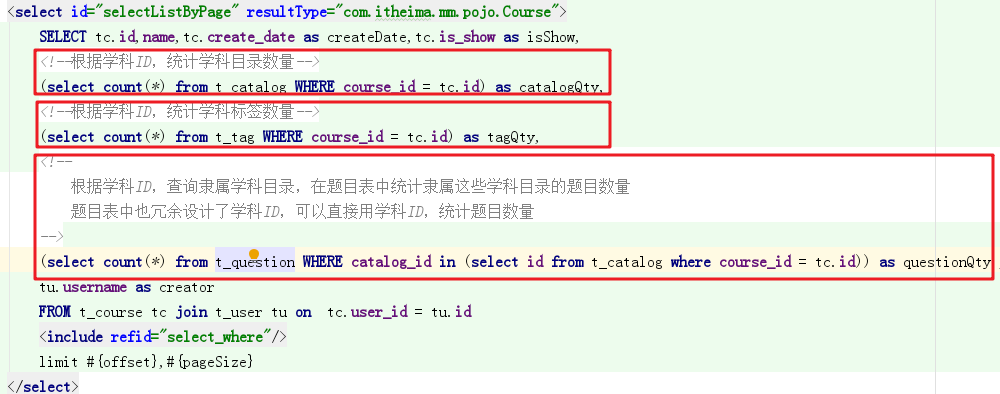 <select id="selectListByPage" resultType="com.itheima.mm.pojo.Course">
SELECT tc.id,name,tc.create_date as createDate,tc.is_show as isShow,
<!--根据学科ID，统计学科目录数量-->
(select count(*) from t_catalog WHERE course_id = tc.id) as catalogQty,
<!--根据学科ID，统计学科标签数量-->
(select count(*) from t_tag WHERE course_id = tc.id) as tagQty,
<!--
根据学科ID，查询隶属学科目录，在题目表中统计隶属这些学科目录的题目数量
题目表中也冗余设计了学科ID，可以直接用学科ID，统计题目数量
-->
(select count(*) from t_question WHERE catalog_id in (select id from t_catalog where course_id = tc.id)) as questionQty,
tu.username as creator
FROM t_course tc join t_user tu on  tc.user_id = tu.id
<include refid="select_where"/>
limit #{offset},#{pageSize}
</select>